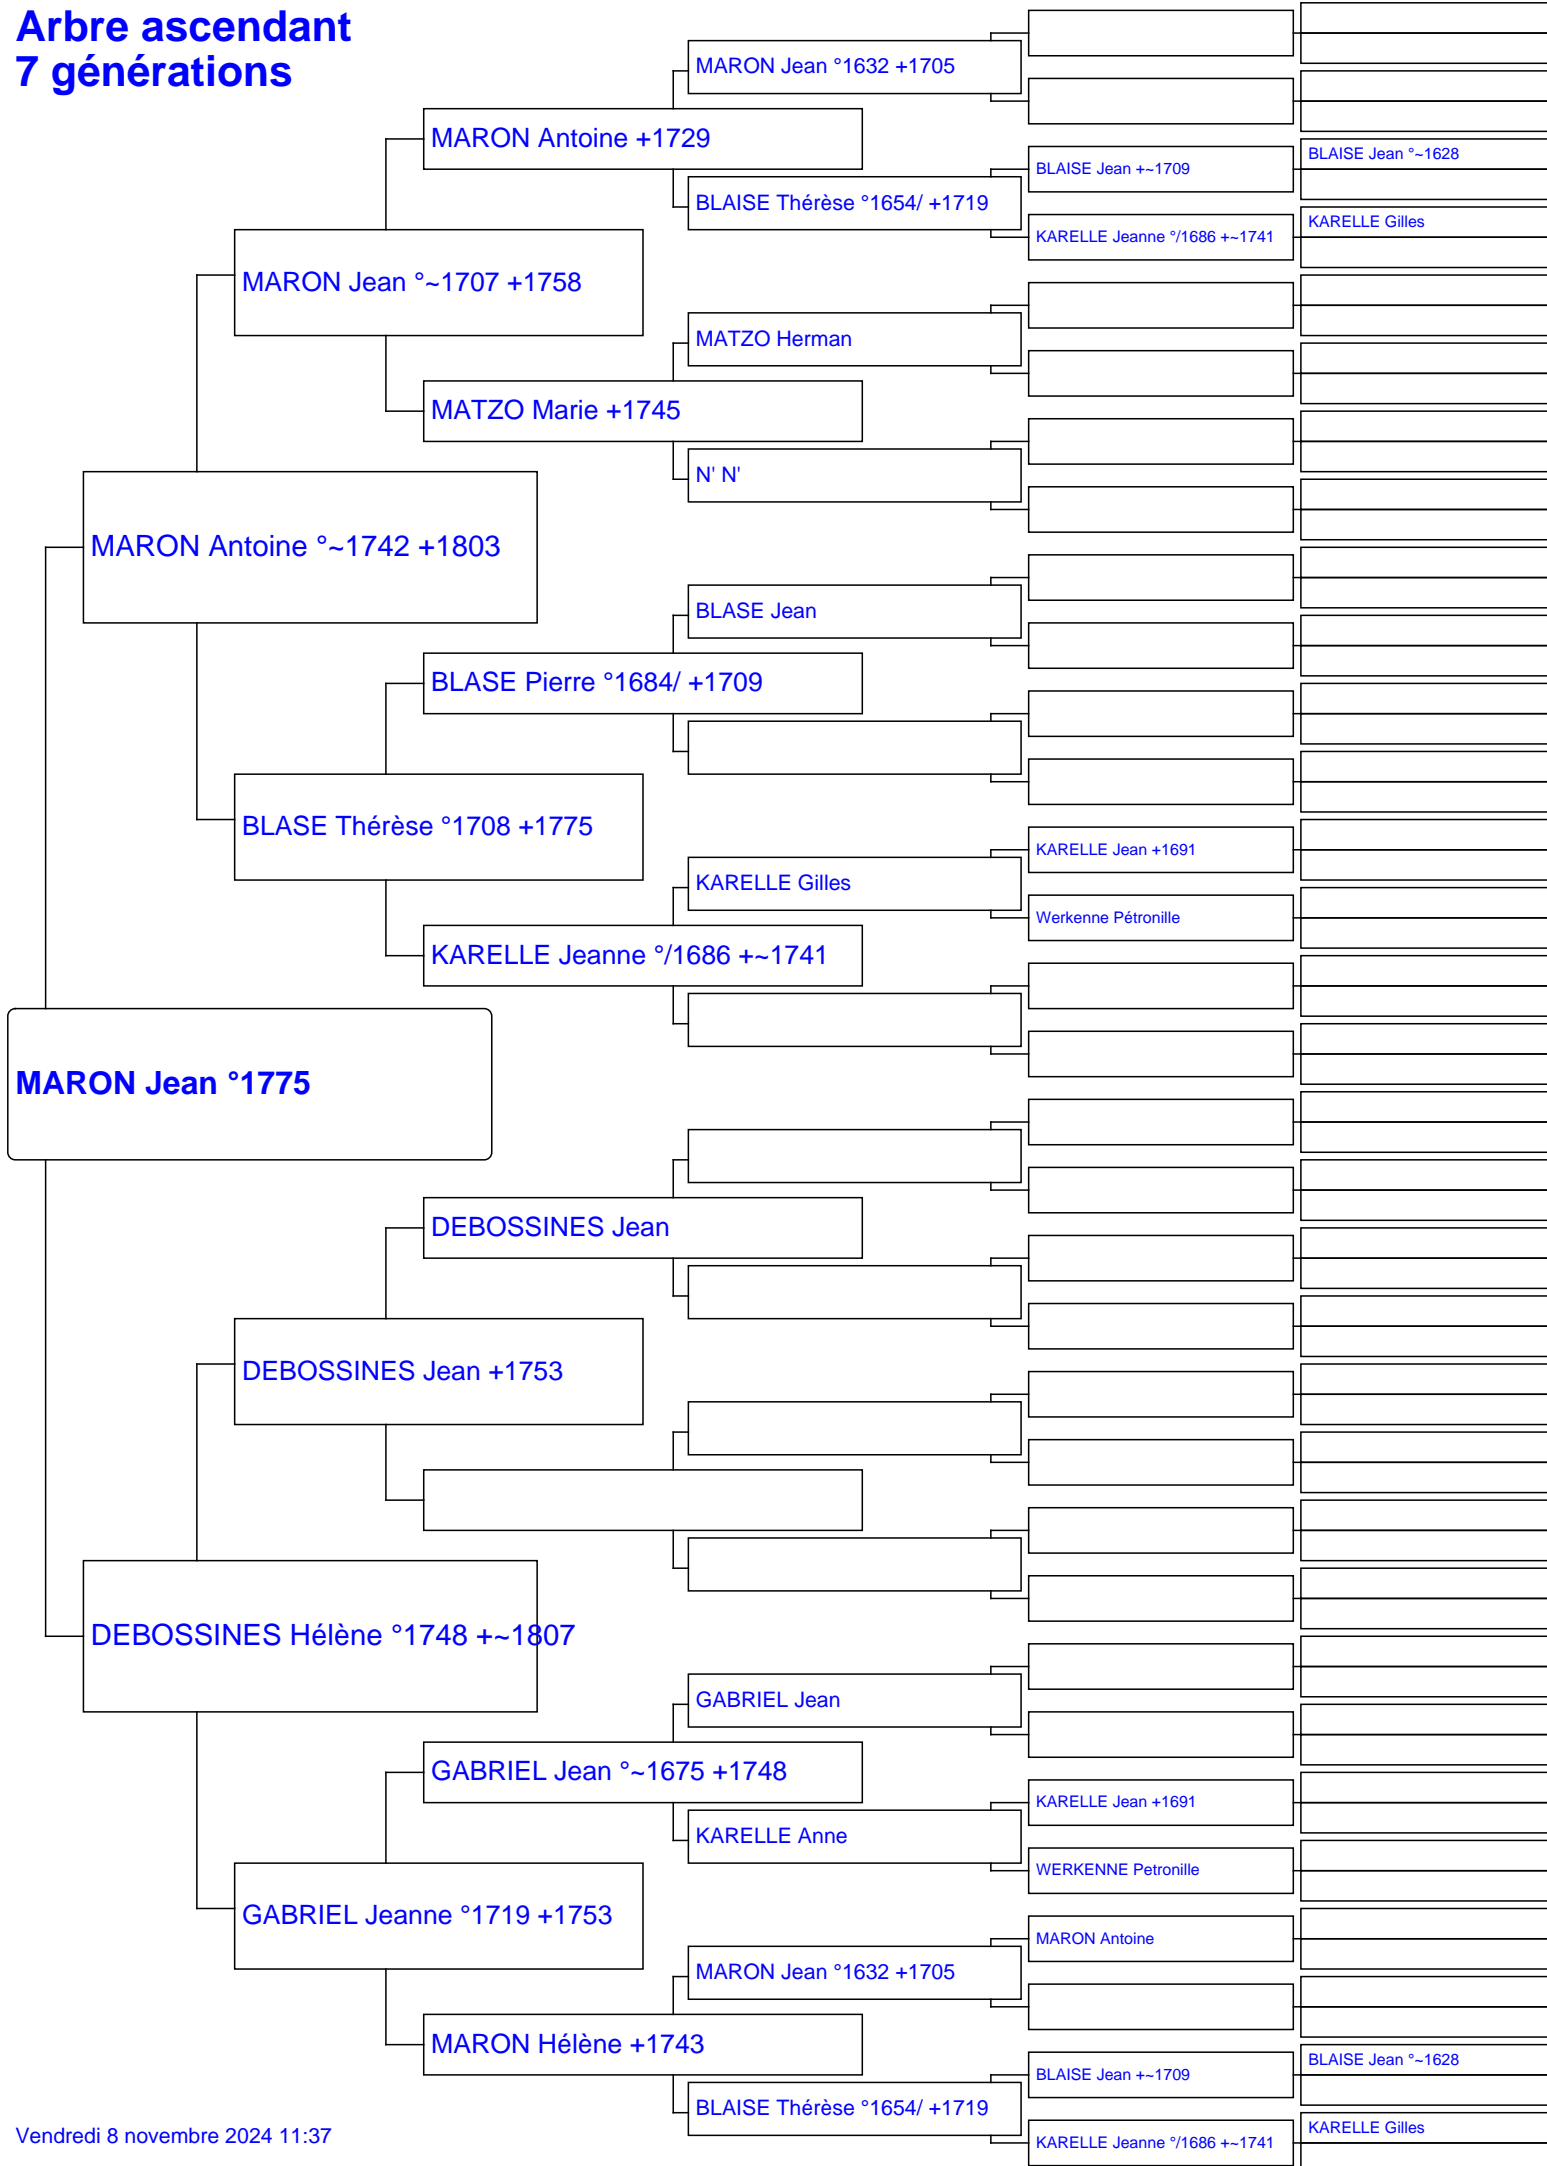 Arbre ascendant
7 générations
MARON Jean °1632 +1705
MARON Antoine +1729
BLAISE Jean °~1628
BLAISE Jean +~1709
BLAISE Thérèse °1654/ +1719
KARELLE Gilles
KARELLE Jeanne °/1686 +~1741
MARON Jean °~1707 +1758
MATZO Herman
MATZO Marie +1745
N' N'
MARON Antoine °~1742 +1803
BLASE Jean
BLASE Pierre °1684/ +1709
BLASE Thérèse °1708 +1775
KARELLE Jean +1691
KARELLE Gilles
Werkenne Pétronille
KARELLE Jeanne °/1686 +~1741
MARON Jean °1775
DEBOSSINES Jean
DEBOSSINES Jean +1753
DEBOSSINES Hélène °1748 +~1807
GABRIEL Jean
GABRIEL Jean °~1675 +1748
KARELLE Jean +1691
KARELLE Anne
WERKENNE Petronille
GABRIEL Jeanne °1719 +1753
MARON Antoine
MARON Jean °1632 +1705
MARON Hélène +1743
BLAISE Jean °~1628
BLAISE Jean +~1709
BLAISE Thérèse °1654/ +1719
KARELLE Gilles
KARELLE Jeanne °/1686 +~1741
Vendredi 8 novembre 2024 11:37